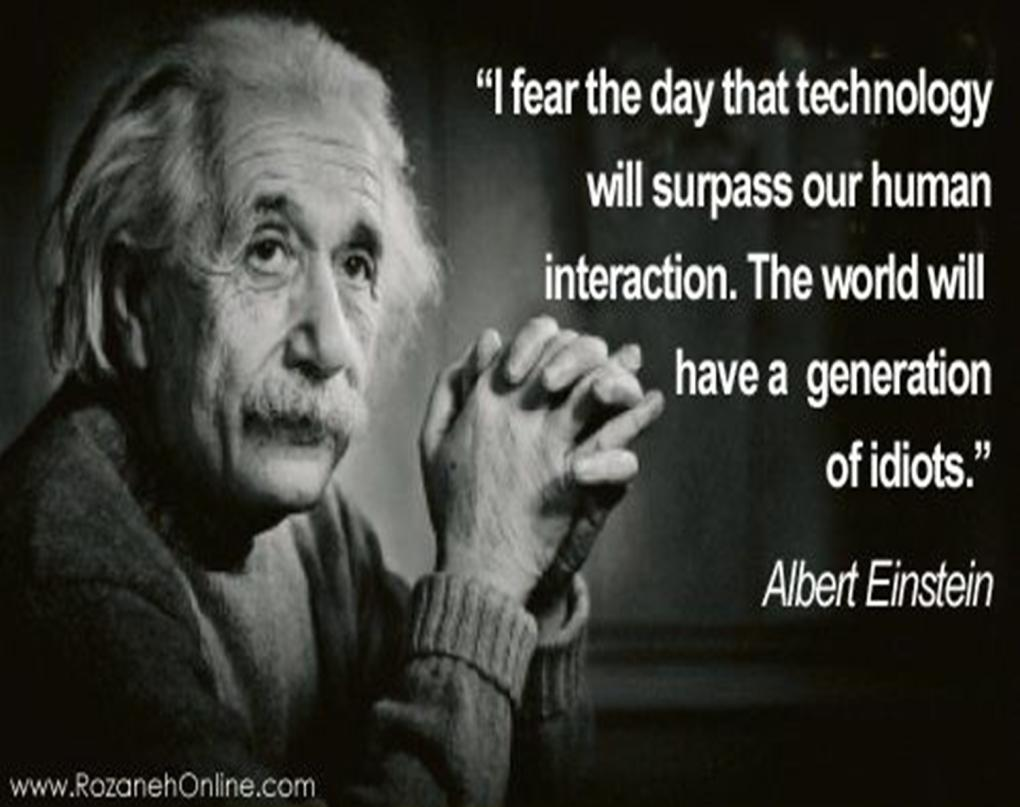 “I fear the day that technology
will surpass our human
interaction. The world will
have a generation
of idiots.”
Albert Einstein
www.RozanehOnline.com